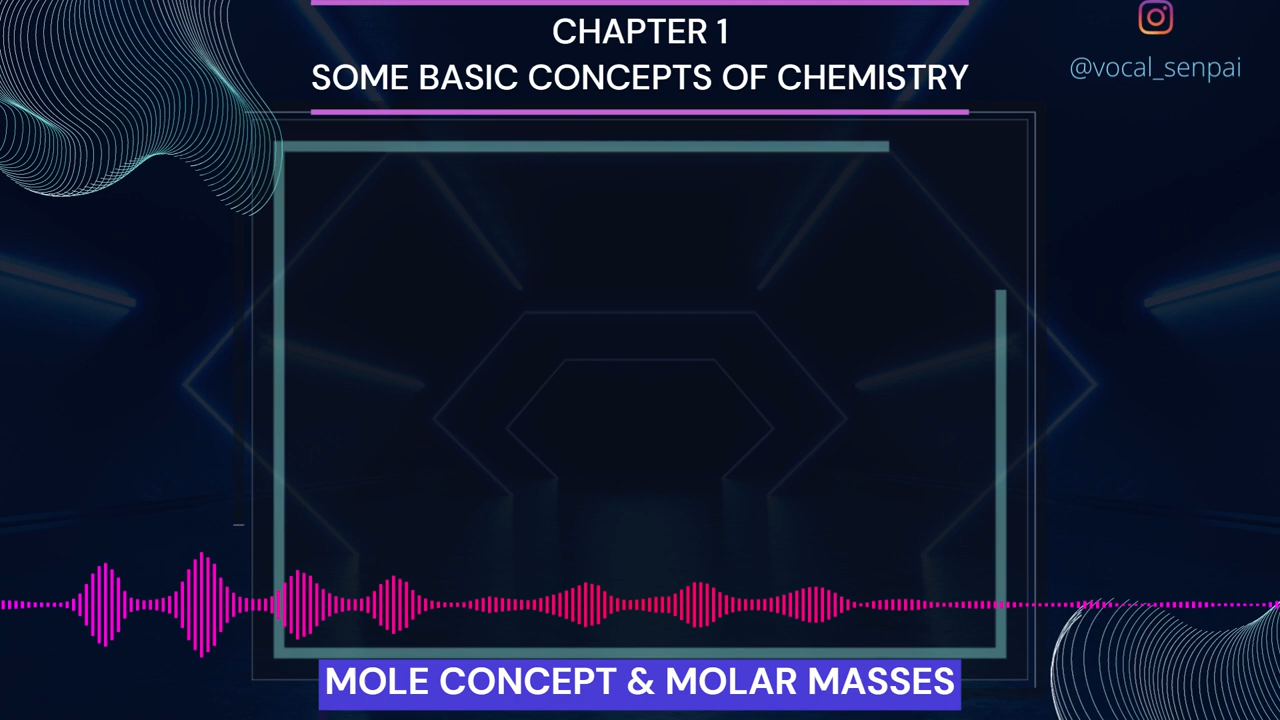 CHAPTER 1
SOME BASIC CONCEPTS OF CHEMISTRY
@vocal_senpai
MOLE CONCEPT & MOLAR MASSES